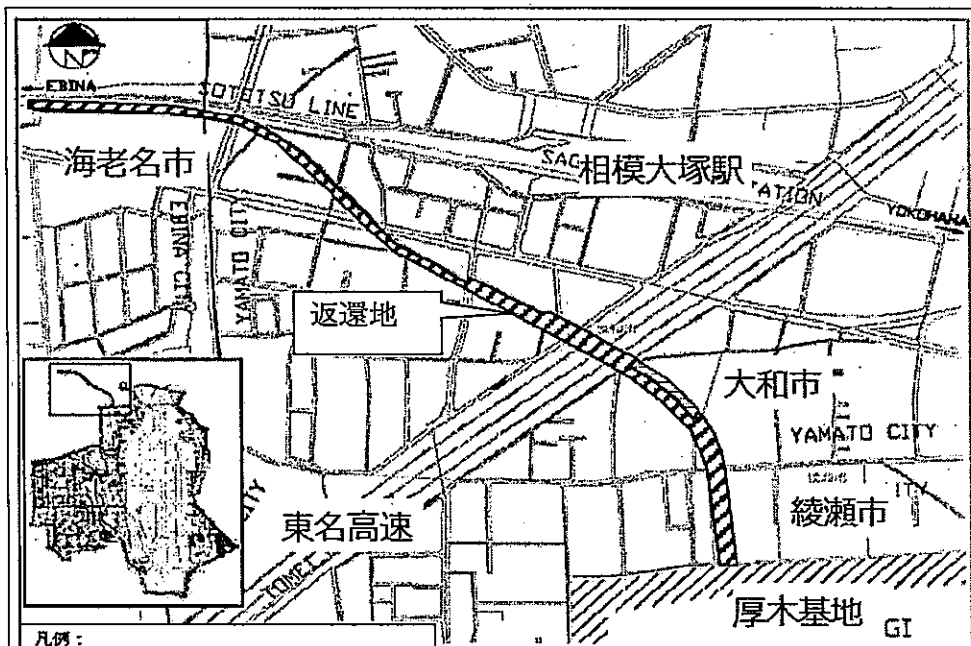 N
EBINA
SOTETSU LINE
海老名市
相模大塚駅
TATION
YOKOHAMA
EBINA CITY
YAMATO CITY
返還地
大和市
YAMATO CITY
綾瀬市
ITY
東名高速
TOMEI
厚木基地
GI
凡例：